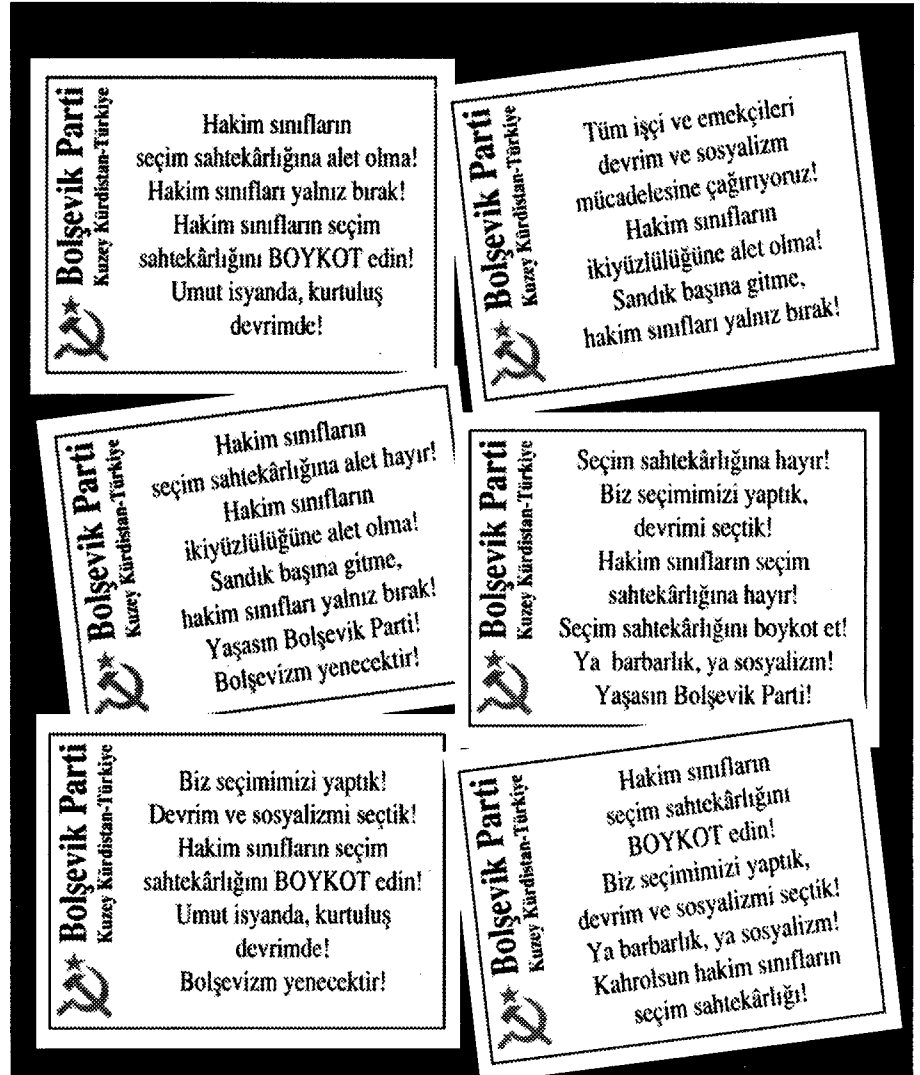 Bolşevik Parti
Kuzey Kürdistan-Türkiye
Hakim sınıfların
seçim sahtekârlığına alet olma!
Hakim sınıfları yalnız bırak!
Hakim sınıfların seçim
sahtekârlığını BOYKOT edin!
Umut isyanda, kurtuluş
devrimde!
Bolşevik Parti
Kuzey Kürdistan-Türkiye
Tüm işçi ve emekçileri
devrim ve sosyalizm
mücadelesine çağırıyoruz!
Hakim sınıfların
ikiyüzlülüğüne alet olma!
Sandık başına gitme,
hakim sınıfları yalnız bırak!
Bolşevik Parti
Kuzey Kürdistan-Türkiye
Hakim sınıfların
seçim sahtekârlığına alet hayır!
Hakim sınıfların
ikiyüzlülüğüne alet olma!
Sandık başına gitme,
hakim sınıfları yalnız bırak!
Yaşasın Bolşevik Parti!
Bolşevizm yenecektir!
Bolşevik Parti
Kuzey Kürdistan-Türkiye
Seçim sahtekârlığına hayır!
Biz seçimimizi yaptık,
devrimi seçtik!
Hakim sınıfların seçim
sahtekârlığına hayır!
Seçim sahtekârlığını boykot et!
Ya barbarlık, ya sosyalizm!
Yaşasın Bolşevik Parti!
Bolşevik Parti
Kuzey Kürdistan-Türkiye
Biz seçimimizi yaptık!
Devrim ve sosyalizmi seçtik!
Hakim sınıfların seçim
sahtekârlığını BOYKOT edin!
Umut isyanda, kurtuluş
devrimde!
Bolşevizm yenecektir!
Bolşevik Parti
Kuzey Kürdistan-Türkiye
Hakim sınıfların
seçim sahtekârlığını
BOYKOT edin!
Biz seçimimizi yaptık,
devrim ve sosyalizmi seçtik!
Ya barbarlık, ya sosyalizm!
Kahrolsun hakim sınıfların
seçim sahtekârlığı!